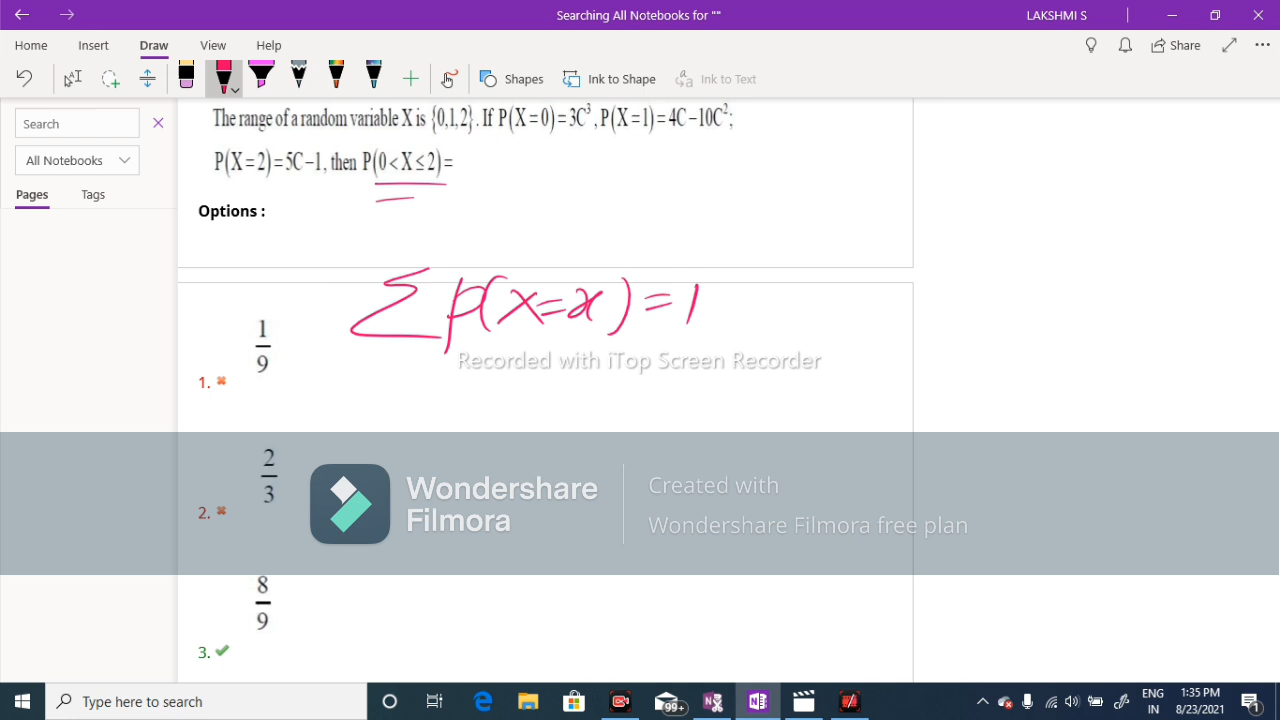 Searching All Notebooks for ""
LAKSHMI S
Home Insert Draw View Help
Share
Shapes
Ink to Shape
Ink to Text
Search
All Notebooks
Pages Tags
The range of a random variable X is {0,1,2}. If P(X=0)=3C³, P(X=1)=4C−10C²;
P(X=2)=5C−1, then P(0<X≤2)=
Options :
∑ p(X=x) = 1
1/9
Recorded with iTop Screen Recorder
1.
2/3
2.
Wondershare
Filmora
Created with
Wondershare Filmora free plan
8/9
3.
Type here to search
99+
ENG
IN
1:35 PM
8/23/2021
1